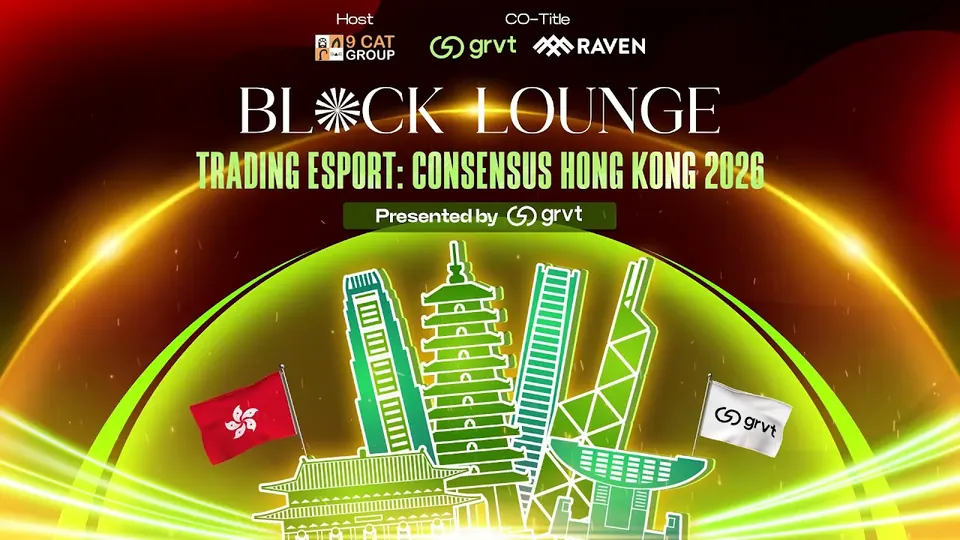 Host
CO-Title
9 CAT
GROUP
grvt
RAVEN
BLOCK LOUNGE
TRADING ESPORT: CONSENSUS HONG KONG 2026
Presented by grvt
grvt